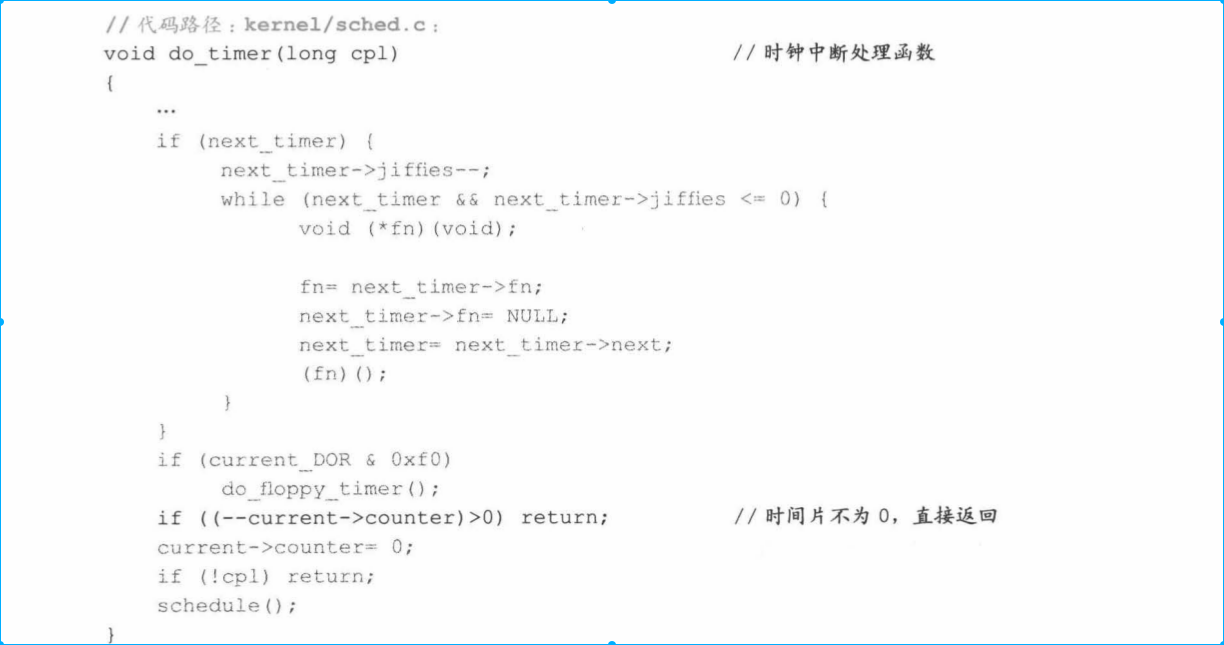 // 代码路径：kernel/sched.c：
void do_timer(long cpl) // 时钟中断处理函数
{
...
if (next_timer) {
next_timer->jiffies--;
while (next_timer && next_timer->jiffies <= 0) {
void (*fn)(void);
fn= next_timer->fn;
next_timer->fn= NULL;
next_timer= next_timer->next;
(fn)();
}
}
if (current_DOR & 0xf0)
do_floppy_timer();
if ((--current->counter)>0) return; // 时间片不为 0，直接返回
current->counter= 0;
if (!cpl) return;
schedule();
}